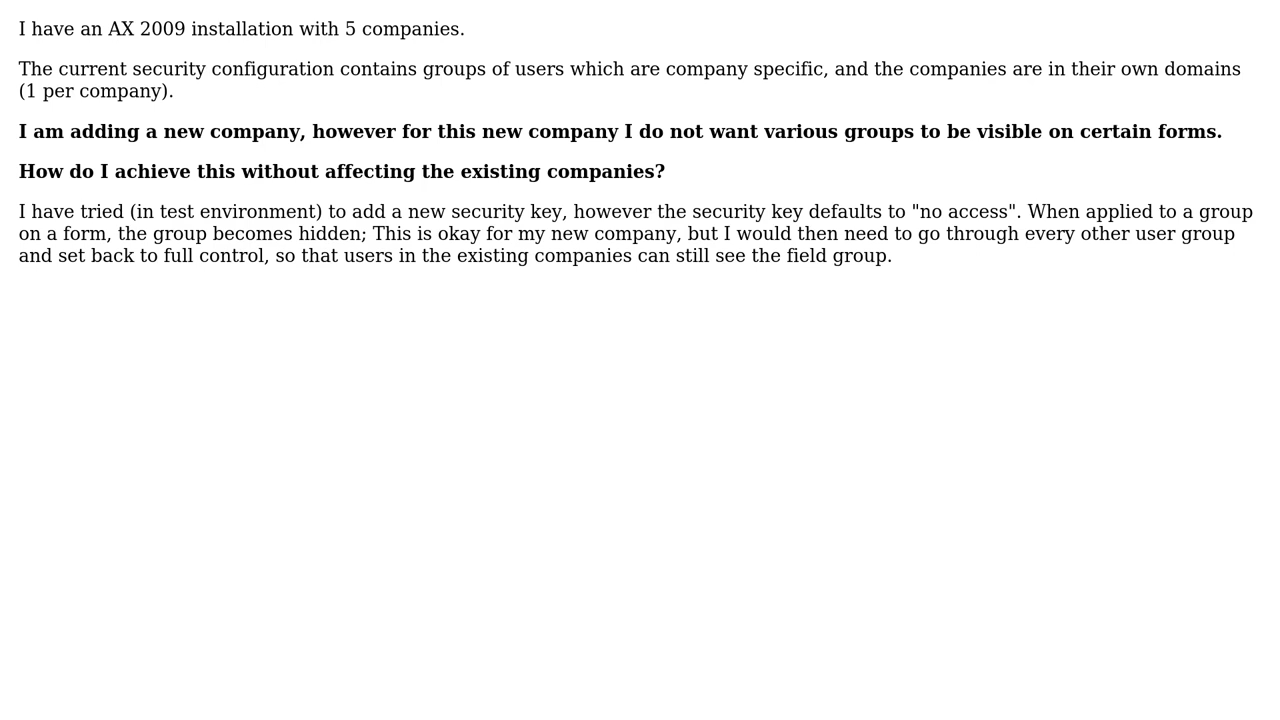 I have an AX 2009 installation with 5 companies.
The current security configuration contains groups of users which are company specific, and the companies are in their own domains
(1 per company).
I am adding a new company, however for this new company I do not want various groups to be visible on certain forms.
How do I achieve this without affecting the existing companies?
I have tried (in test environment) to add a new security key, however the security key defaults to "no access". When applied to a group
on a form, the group becomes hidden; This is okay for my new company, but I would then need to go through every other user group
and set back to full control, so that users in the existing companies can still see the field group.